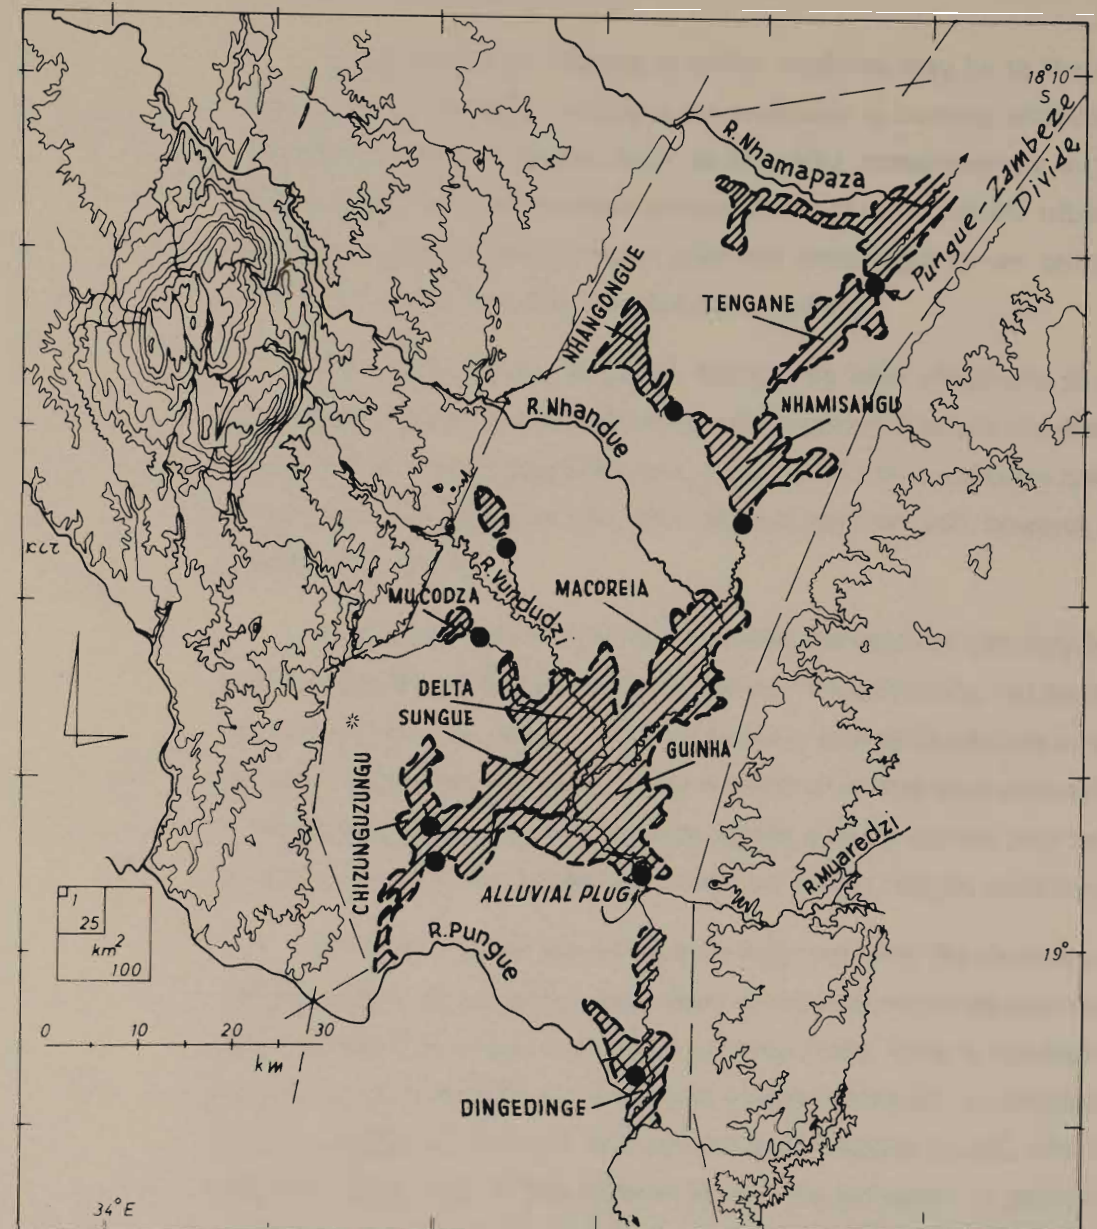 18°10'
S
R. Nhamapaza
Pungue-Zambeze
Divide
NHANGONGUE
TENGANE
NHAMISANGU
R. Nhandue
R. Vundudzi
MUCODZA
MACOREIA
DELTA
SUNGUE
GUINHA
CHIZUNGUZUNGU
R. Muaredzi
ALLUVIAL PLUG
1
25
km²
100
R. Pungue
19°
0 10 20 30
km
DINGEDINGE
34°E